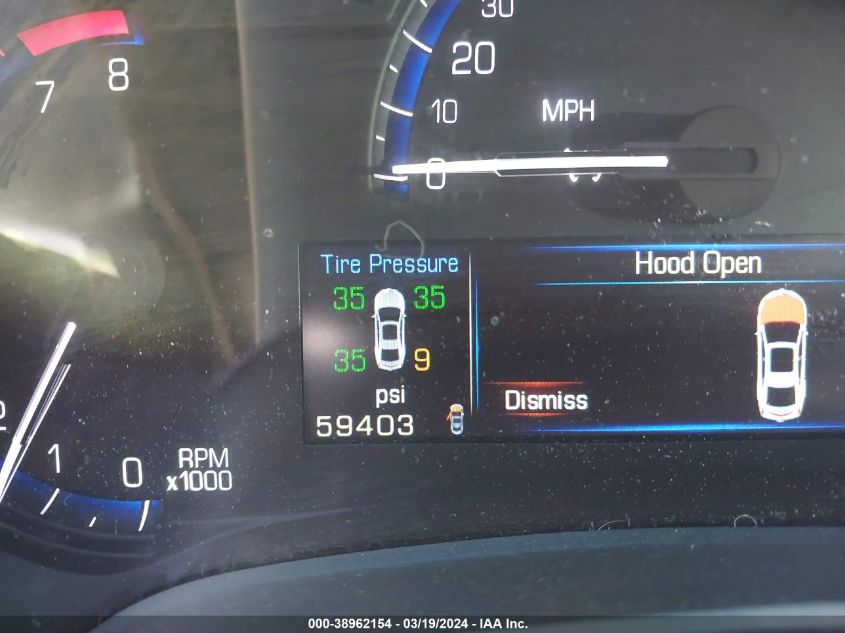 30
20
10
0
MPH
7 8
Tire Pressure
35 35
35 9
psi
59403
Hood Open
Dismiss
2
1
0
RPM
x1000
000-38962154 - 03/19/2024 - IAA Inc.